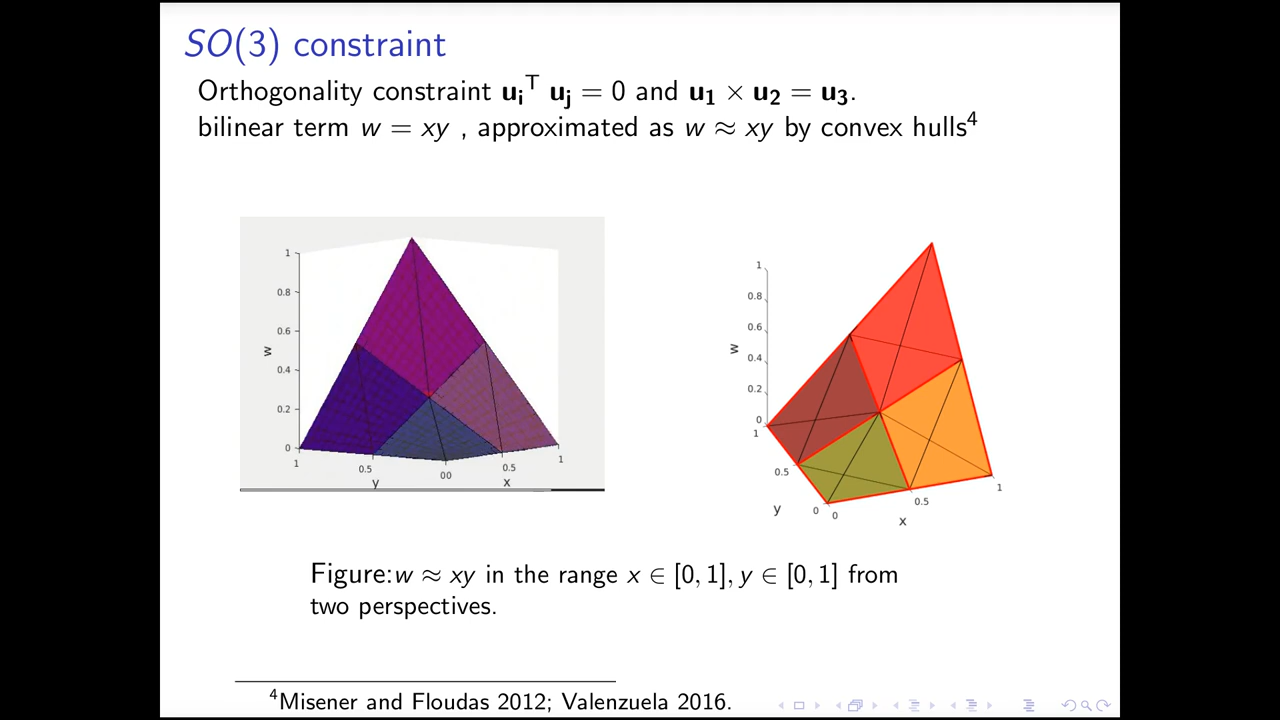 SO(3) constraint
Orthogonality constraint uᵢᵀ uⱼ = 0 and u₁ × u₂ = u₃.
bilinear term w = xy , approximated as w ≈ xy by convex hulls⁴
1
0.8
0.6
w
0.4
0.2
0
1
0.5
y
00
0.5
x
1
1
0.8
0.6
w
0.4
0.2
0
1
0.5
y
0
0
0.5
x
1
Figure:w ≈ xy in the range x ∈ [0, 1], y ∈ [0, 1] from
two perspectives.
⁴Misener and Floudas 2012; Valenzuela 2016.